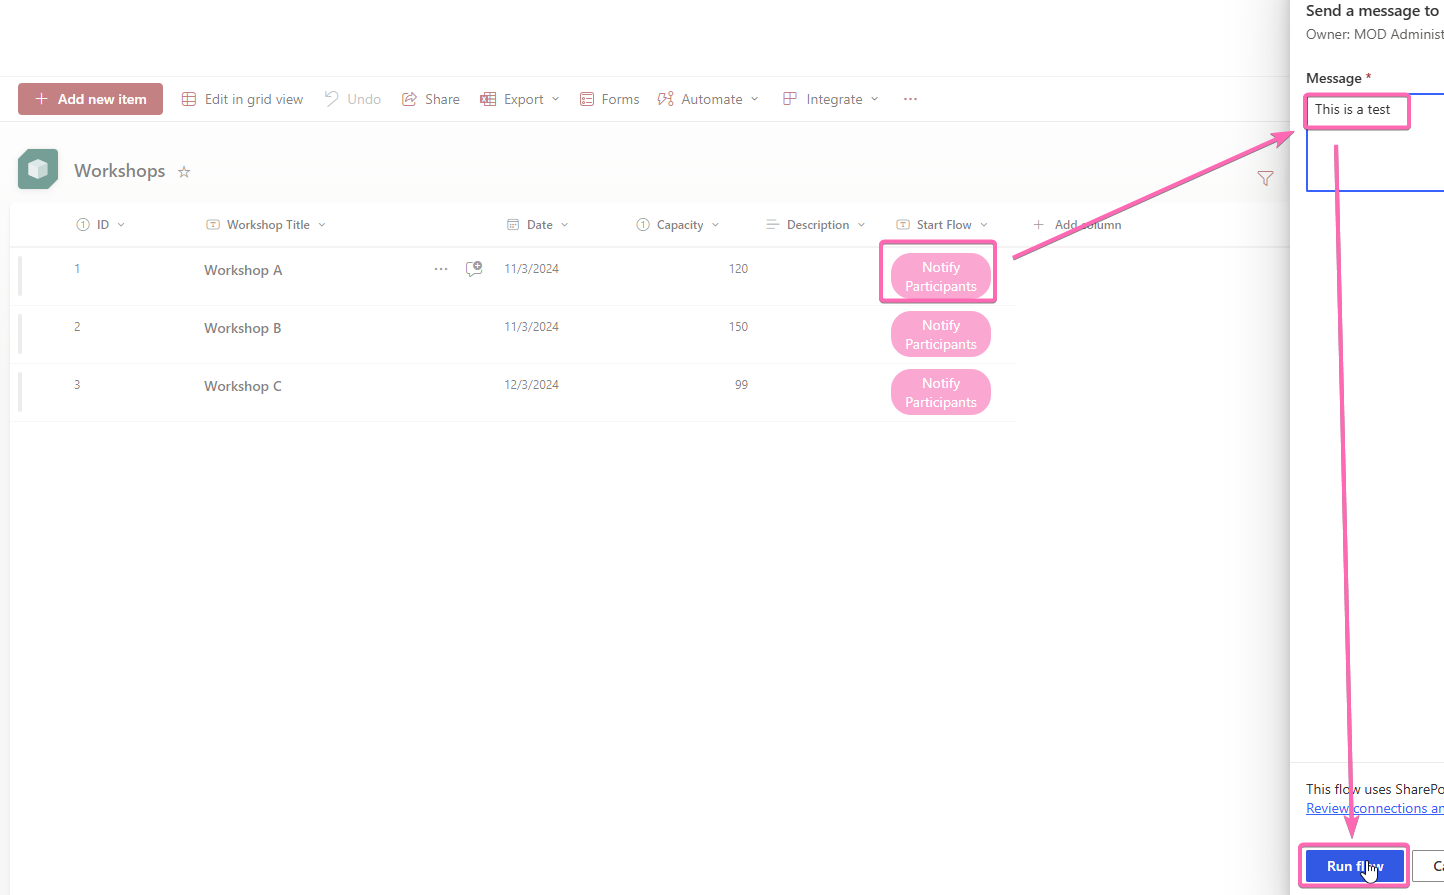 Send a message to
Owner: MOD Administ
Message *
This is a test
Add new item Edit in grid view Undo Share Export Forms Automate Integrate
Workshops
ID Workshop Title Date Capacity Description Start Flow Add column
1 Workshop A 11/3/2024 120 Notify Participants
2 Workshop B 11/3/2024 150 Notify Participants
3 Workshop C 12/3/2024 99 Notify Participants
This flow uses SharePo
Review connections an
Run flow Ca